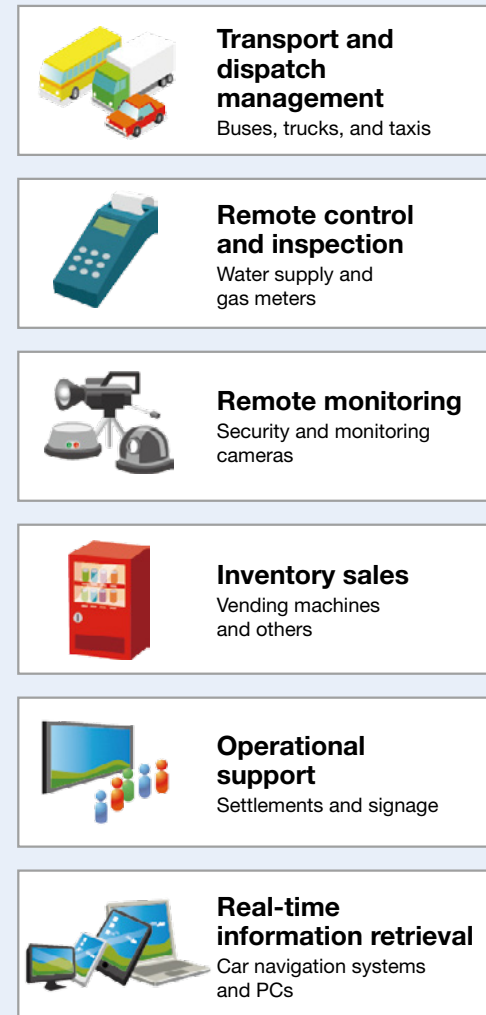 Transport and
dispatch
management
Buses, trucks, and taxis
Remote control
and inspection
Water supply and
gas meters
Remote monitoring
Security and monitoring
cameras
Inventory sales
Vending machines
and others
Operational
support
Settlements and signage
Real-time
information retrieval
Car navigation systems
and PCs